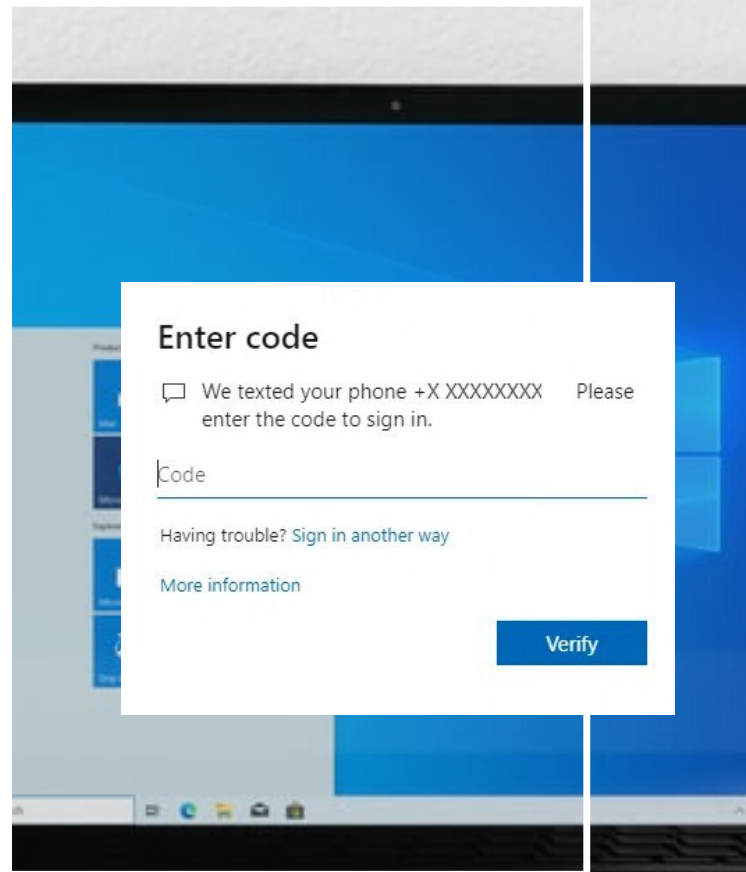 Enter code
We texted your phone +X XXXXXXXX Please
enter the code to sign in.
Code
Having trouble? Sign in another way
More information
Verify